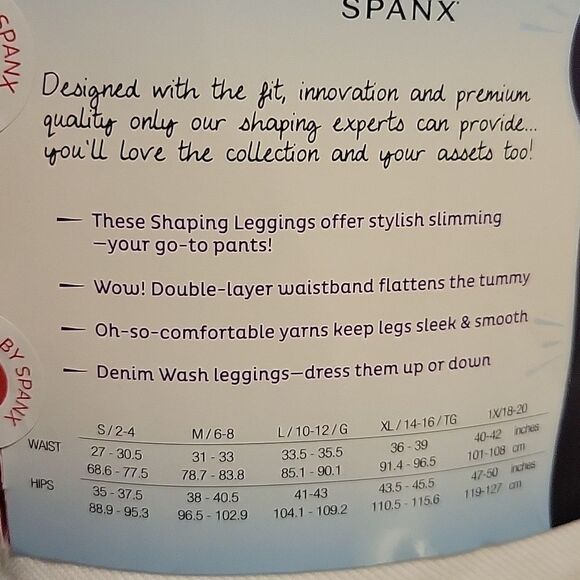 SPANX
SPANX
Designed with the fit, innovation and premium
quality only our shaping experts can provide...
you'll love the collection and your assets too!
— These Shaping Leggings offer stylish slimming
—your go-to pants!
— Wow! Double-layer waistband flattens the tummy
— Oh-so-comfortable yarns keep legs sleek & smooth
— Denim Wash leggings—dress them up or down
BY SPANX
S / 2-4 M / 6-8 L / 10-12 / G XL / 14-16 / TG 1X/18-20
WAIST 27 - 30.5 31 - 33 33.5 - 35.5 36 - 39 40-42 inches
68.6 - 77.5 78.7 - 83.8 85.1 - 90.1 91.4 - 96.5 101-108 cm
HIPS 35 - 37.5 38 - 40.5 41-43 43.5 - 45.5 47-50 inches
88.9 - 95.3 96.5 - 102.9 104.1 - 109.2 110.5 - 115.6 119-127 cm